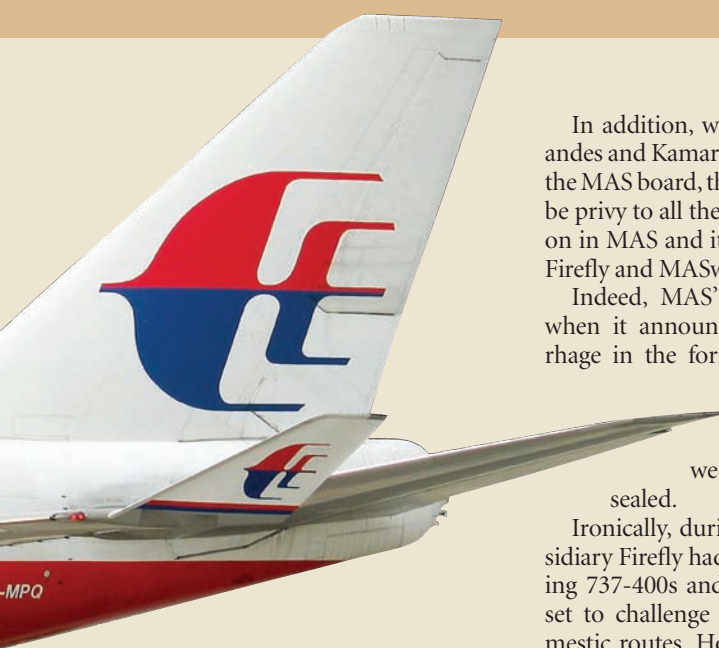 -MPQ
In addition, w
andes and Kamar
the MAS board, th
be privy to all the
on in MAS and it
Firefly and MASw
Indeed, MAS’
when it announ
rhage in the for
we
sealed.
Ironically, duri
sidiary Firefly had
ing 737-400s and
set to challenge
mestic routes. Ho